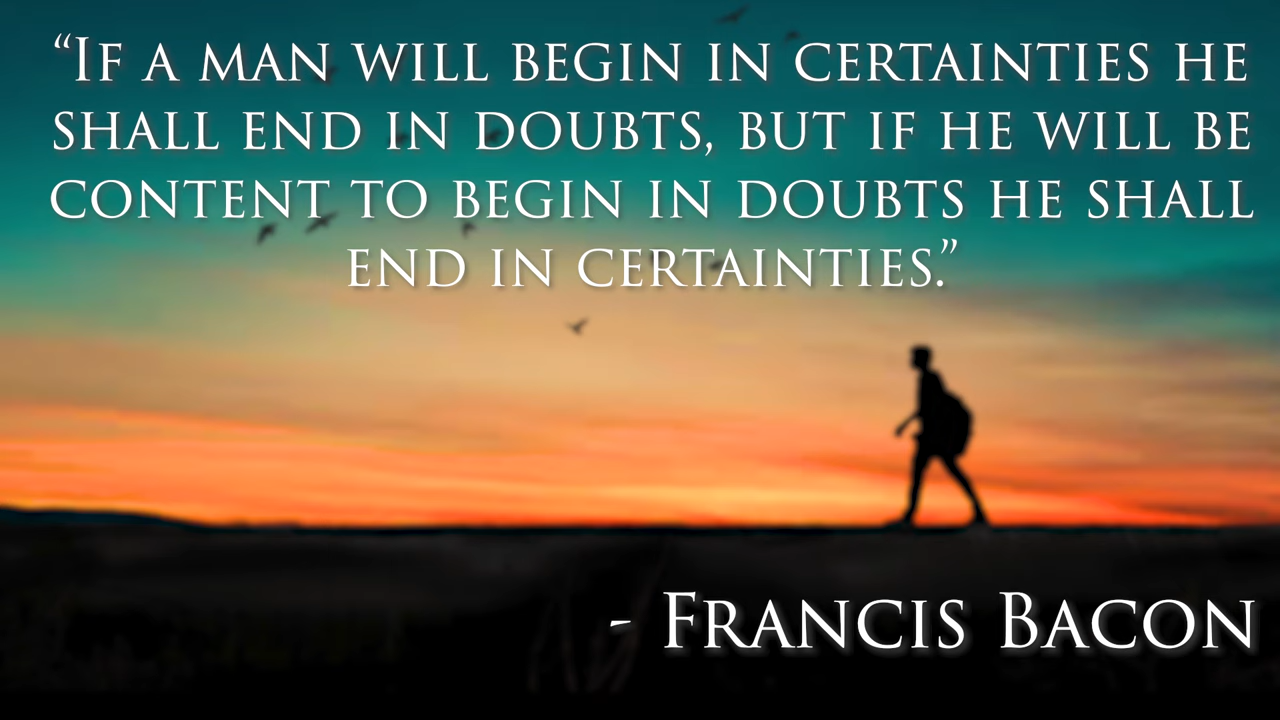 “If a man will begin in certainties he
shall end in doubts, but if he will be
content to begin in doubts he shall
end in certainties.”
- Francis Bacon